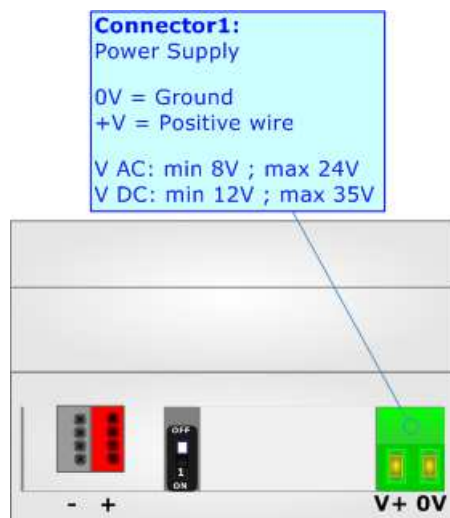 Connector1:
Power Supply
0V = Ground
+V = Positive wire
V AC: min 8V ; max 24V
V DC: min 12V ; max 35V
OFF
1
ON
- +
V+ 0V